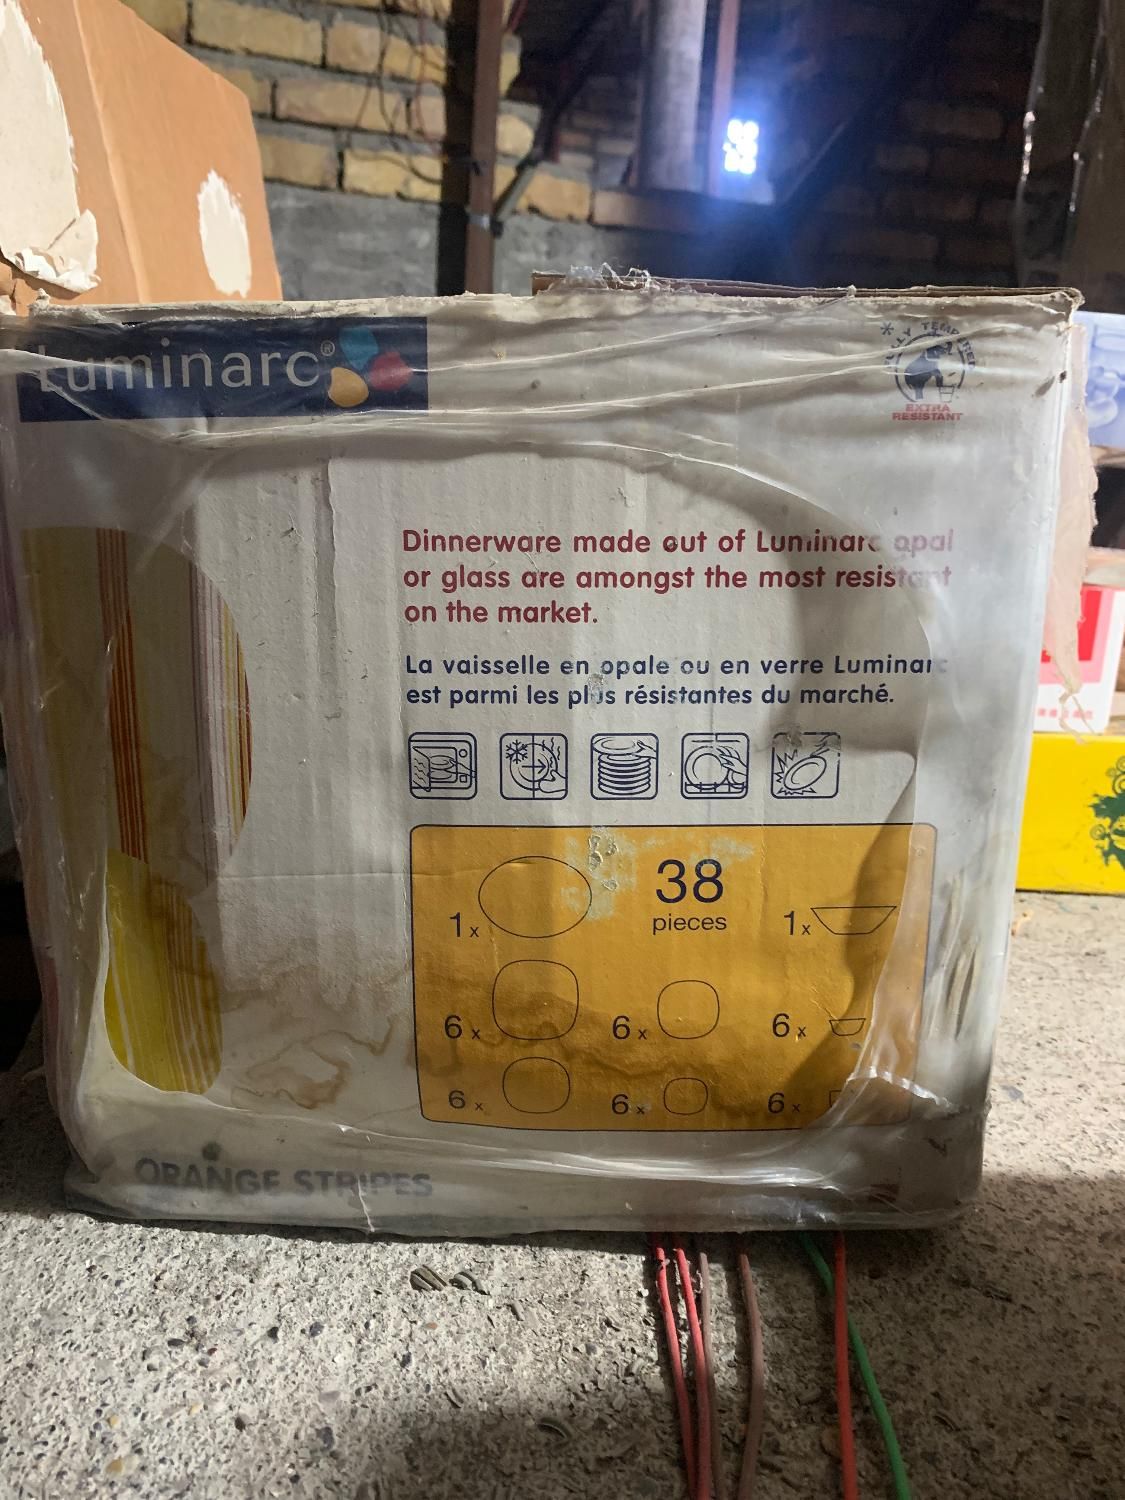 Luminarc®
* FULLY TEMPERED
EXTRA
RESISTANT
Dinnerware made out of Luminarc opal
or glass are amongst the most resistant
on the market.
La vaisselle en opale ou en verre Luminarc
est parmi les plus résistantes du marché.
38
pieces
1x
1x
6x
6x
6x
6x
6x
6x
ORANGE STRIPES